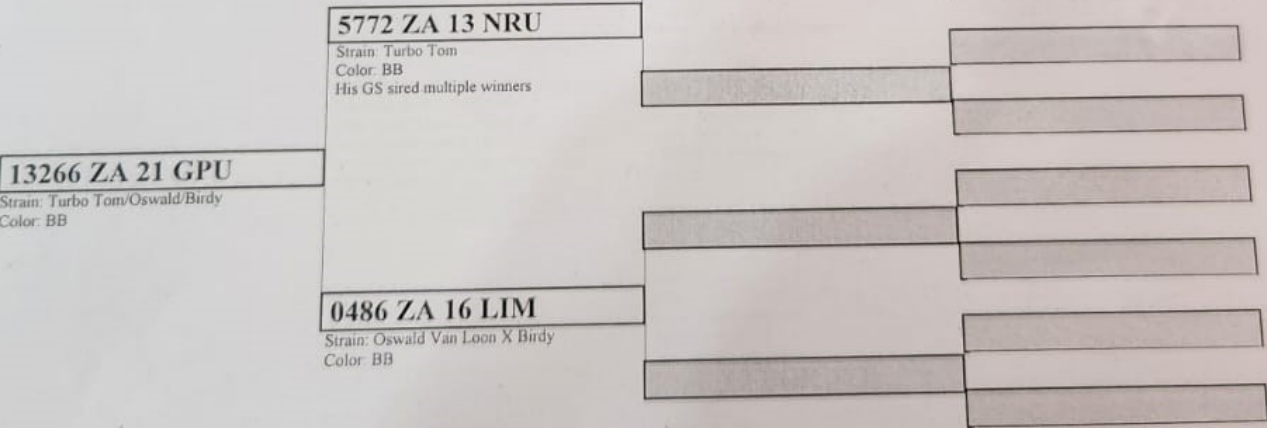 5772 ZA 13 NRU
Strain: Turbo Tom
Color: BB
His GS sired multiple winners
13266 ZA 21 GPU
Strain: Turbo Tom/Oswald/Birdy
Color: BB
0486 ZA 16 LIM
Strain: Oswald Van Loon X Birdy
Color: BB